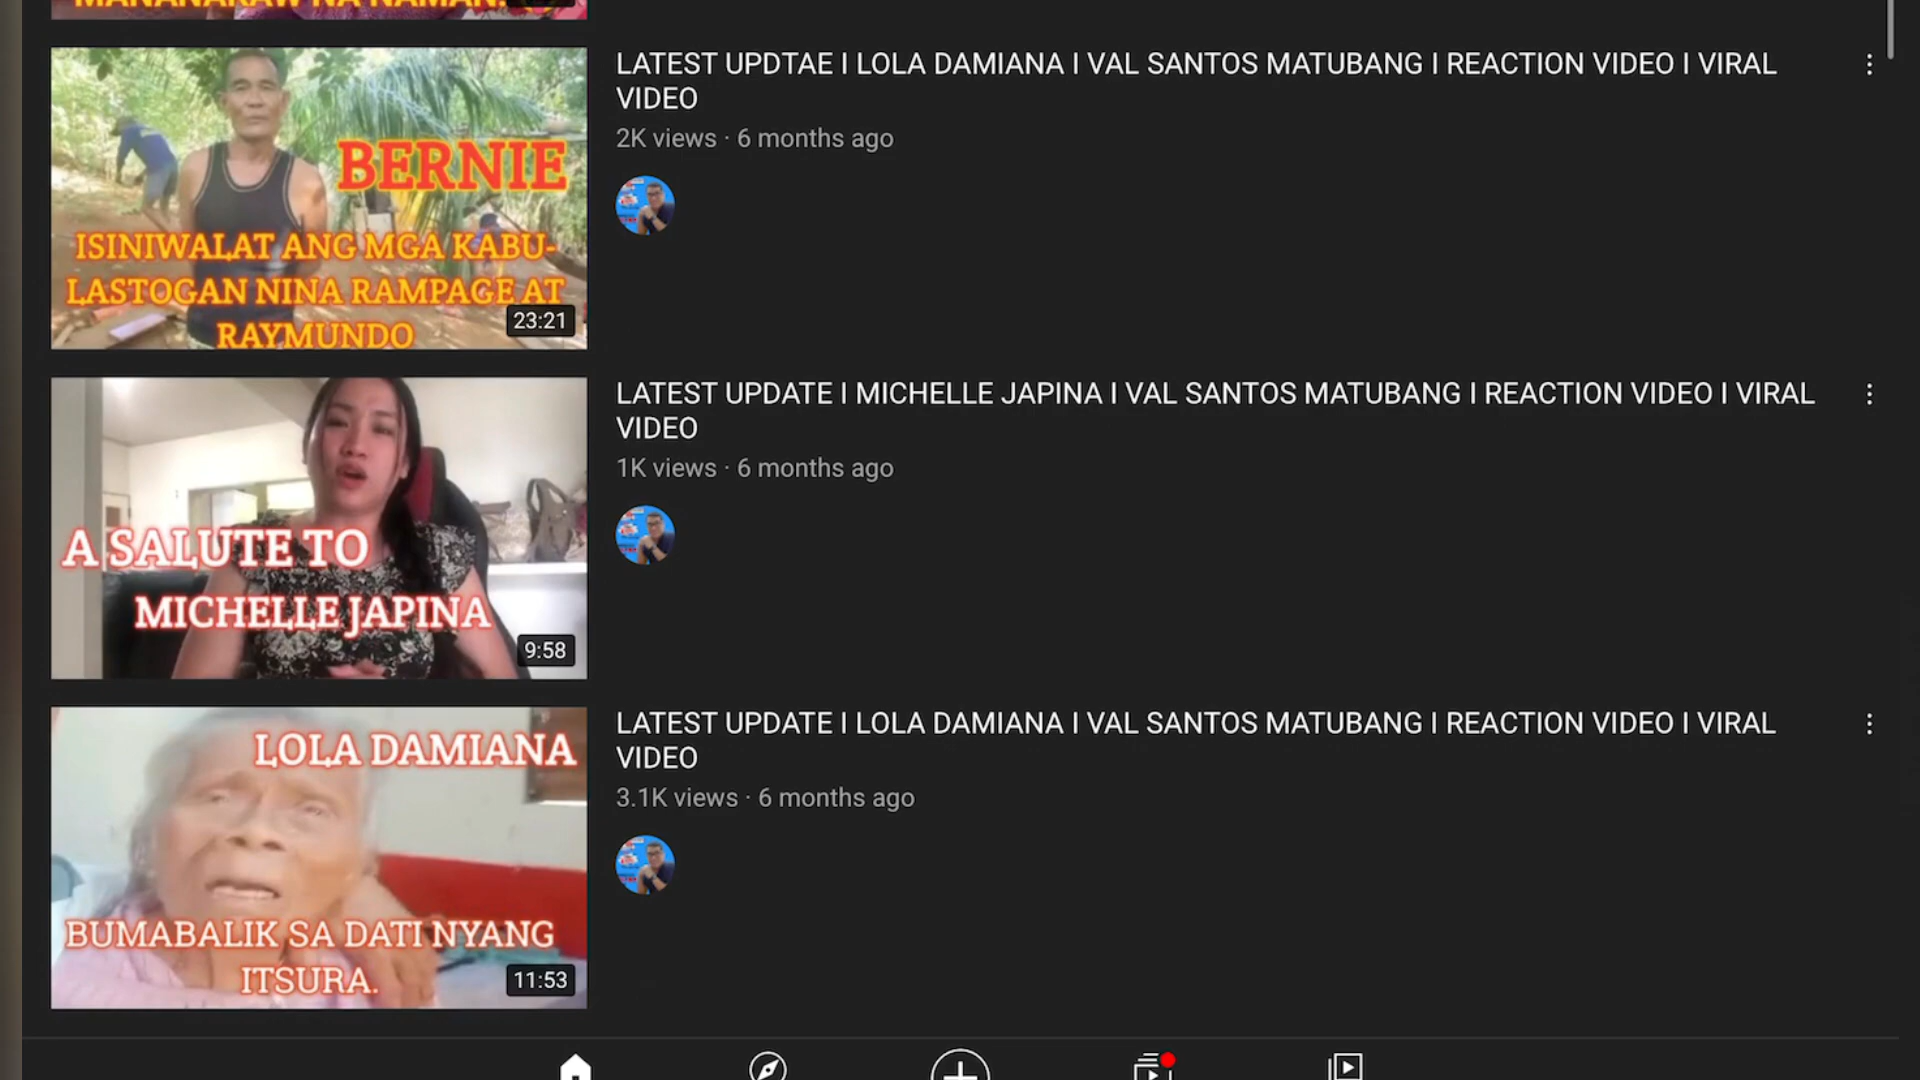 MANANAKAW NA NAMAN.
LATEST UPDTAE I LOLA DAMIANA I VAL SANTOS MATUBANG I REACTION VIDEO I VIRAL
VIDEO
2K views · 6 months ago
BERNIE
ISINIWALAT ANG MGA KABU-
LASTOGAN NINA RAMPAGE AT
RAYMUNDO
23:21
LATEST UPDATE I MICHELLE JAPINA I VAL SANTOS MATUBANG I REACTION VIDEO I VIRAL
VIDEO
1K views · 6 months ago
A SALUTE TO
MICHELLE JAPINA
9:58
LATEST UPDATE I LOLA DAMIANA I VAL SANTOS MATUBANG I REACTION VIDEO I VIRAL
VIDEO
3.1K views · 6 months ago
LOLA DAMIANA
BUMABALIK SA DATI NYANG
ITSURA.
11:53